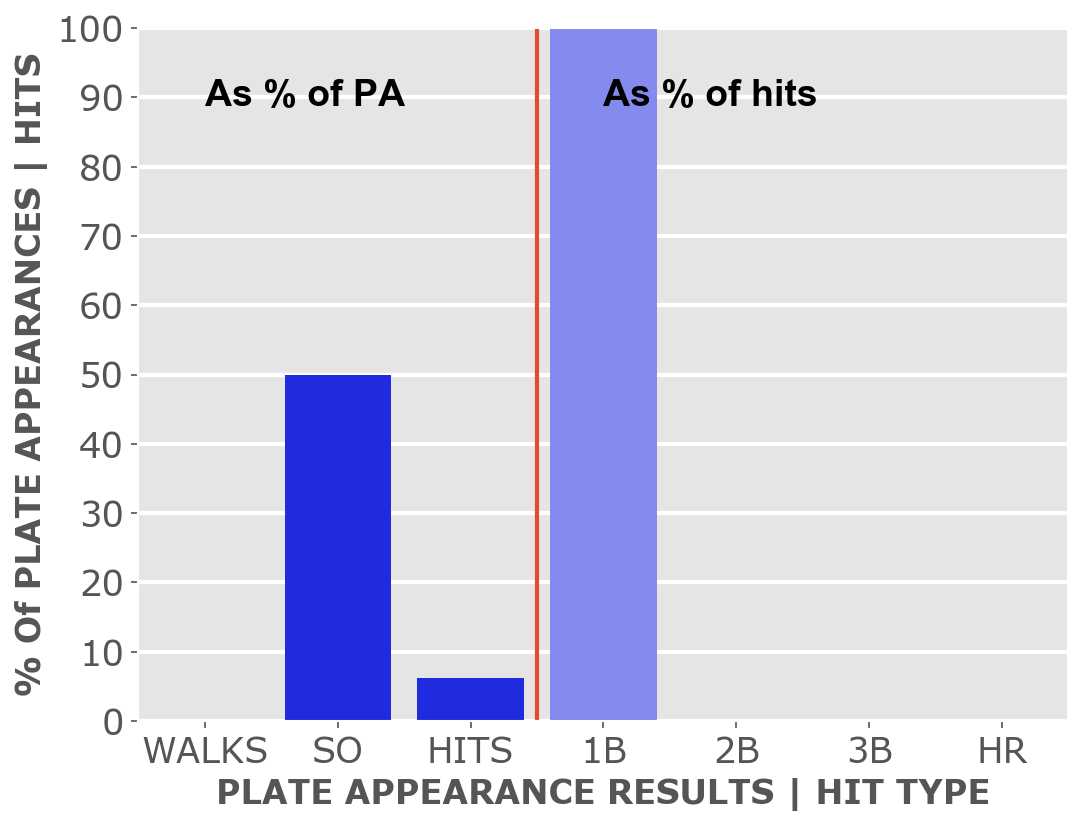 % Of PLATE APPEARANCES | HITS
100
90
80
70
60
50
40
30
20
10
0
As % of PA
As % of hits
WALKS SO HITS 1B 2B 3B HR
PLATE APPEARANCE RESULTS | HIT TYPE